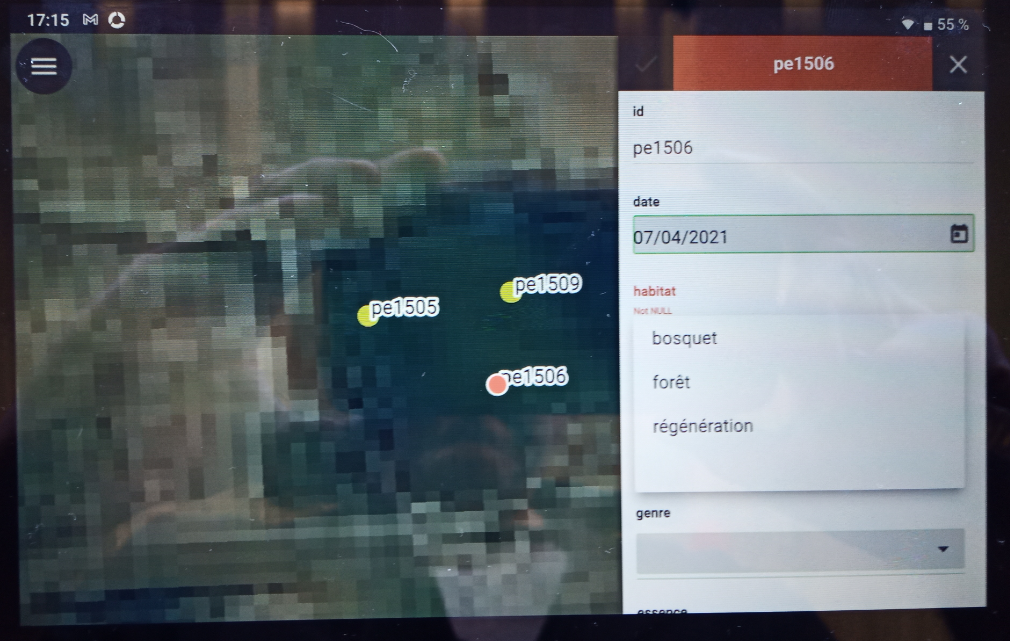 17:15
55 %
pe1506
id
pe1506
date
07/04/2021
habitat
Not NULL
bosquet
forêt
régénération
genre
essence
pe1509
pe1505
pe1506